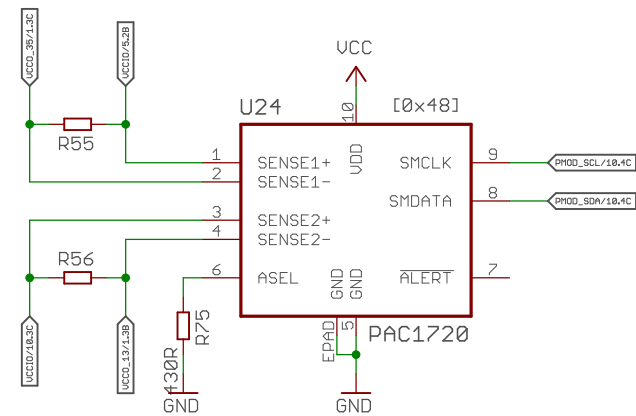 VCCO_35/1.3C
VCCIO/5.2B
VCC
U24
[0x48]
10
R55
1
SENSE1+
VDD
SMCLK
9
PMOD_SCL/10.4C
2
SENSE1-
SMDATA
8
PMOD_SDA/10.4C
3
SENSE2+
4
SENSE2-
R56
6
ASEL
GND
GND
ALERT
7
VCCIO/10.3C
VCCO_13/1.3B
430R
R75
EPAD
5
PAC1720
GND
GND